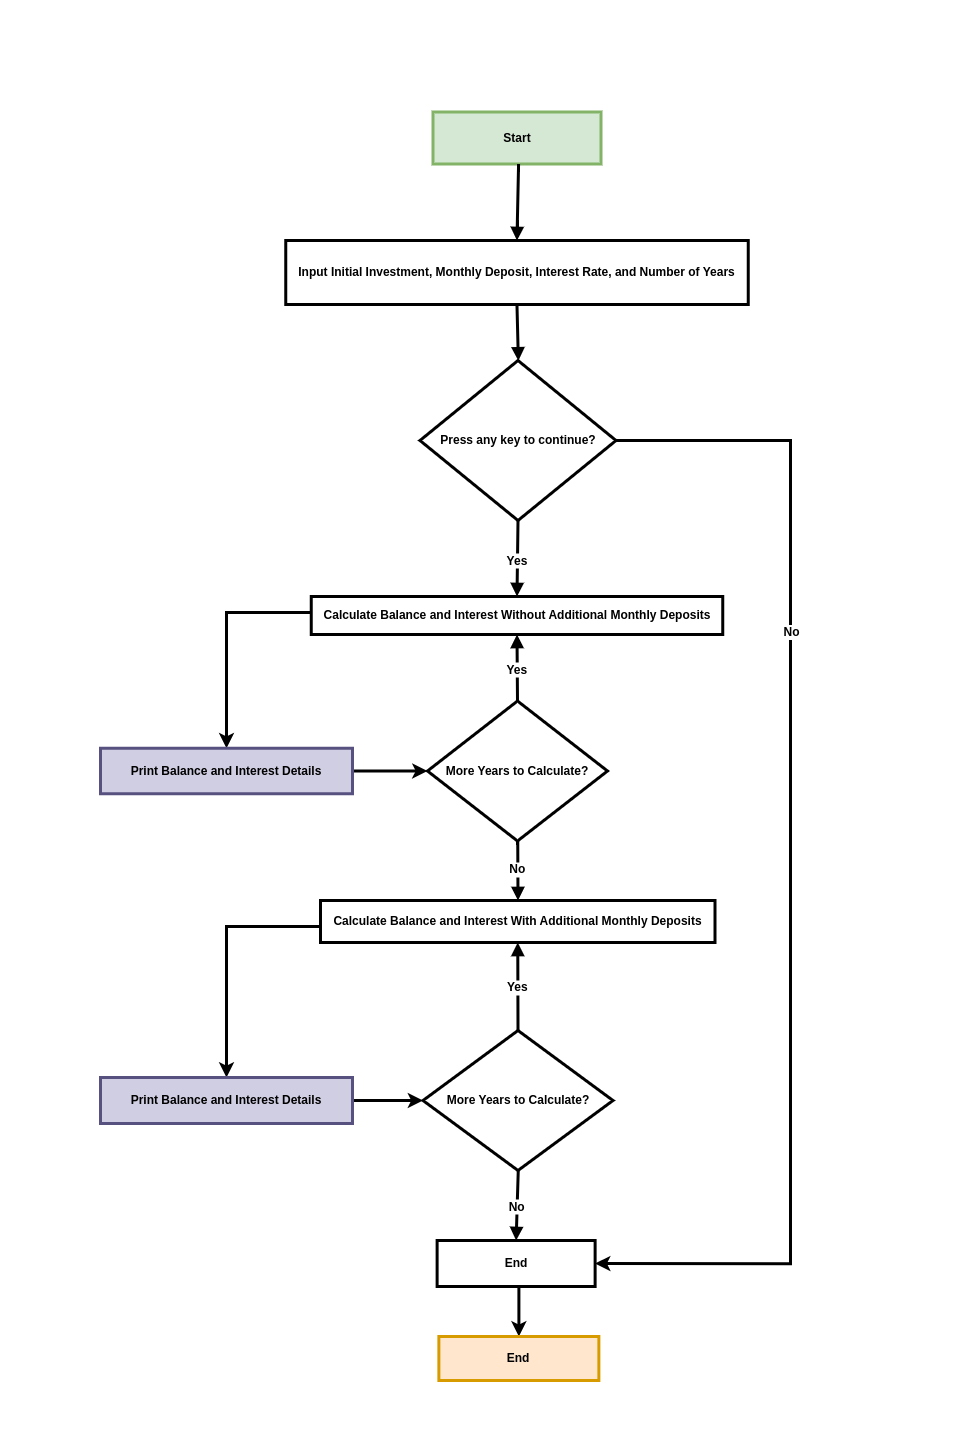 Start
Input Initial Investment, Monthly Deposit, Interest Rate, and Number of Years
Press any key to continue?
Yes
Calculate Balance and Interest Without Additional Monthly Deposits
No
Yes
Print Balance and Interest Details
More Years to Calculate?
No
Calculate Balance and Interest With Additional Monthly Deposits
Yes
Print Balance and Interest Details
More Years to Calculate?
No
End
End